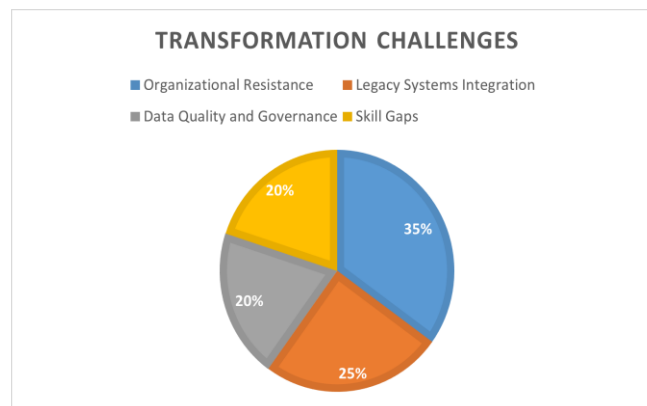 TRANSFORMATION CHALLENGES
Organizational Resistance Legacy Systems Integration
Data Quality and Governance Skill Gaps
20%
35%
20%
25%